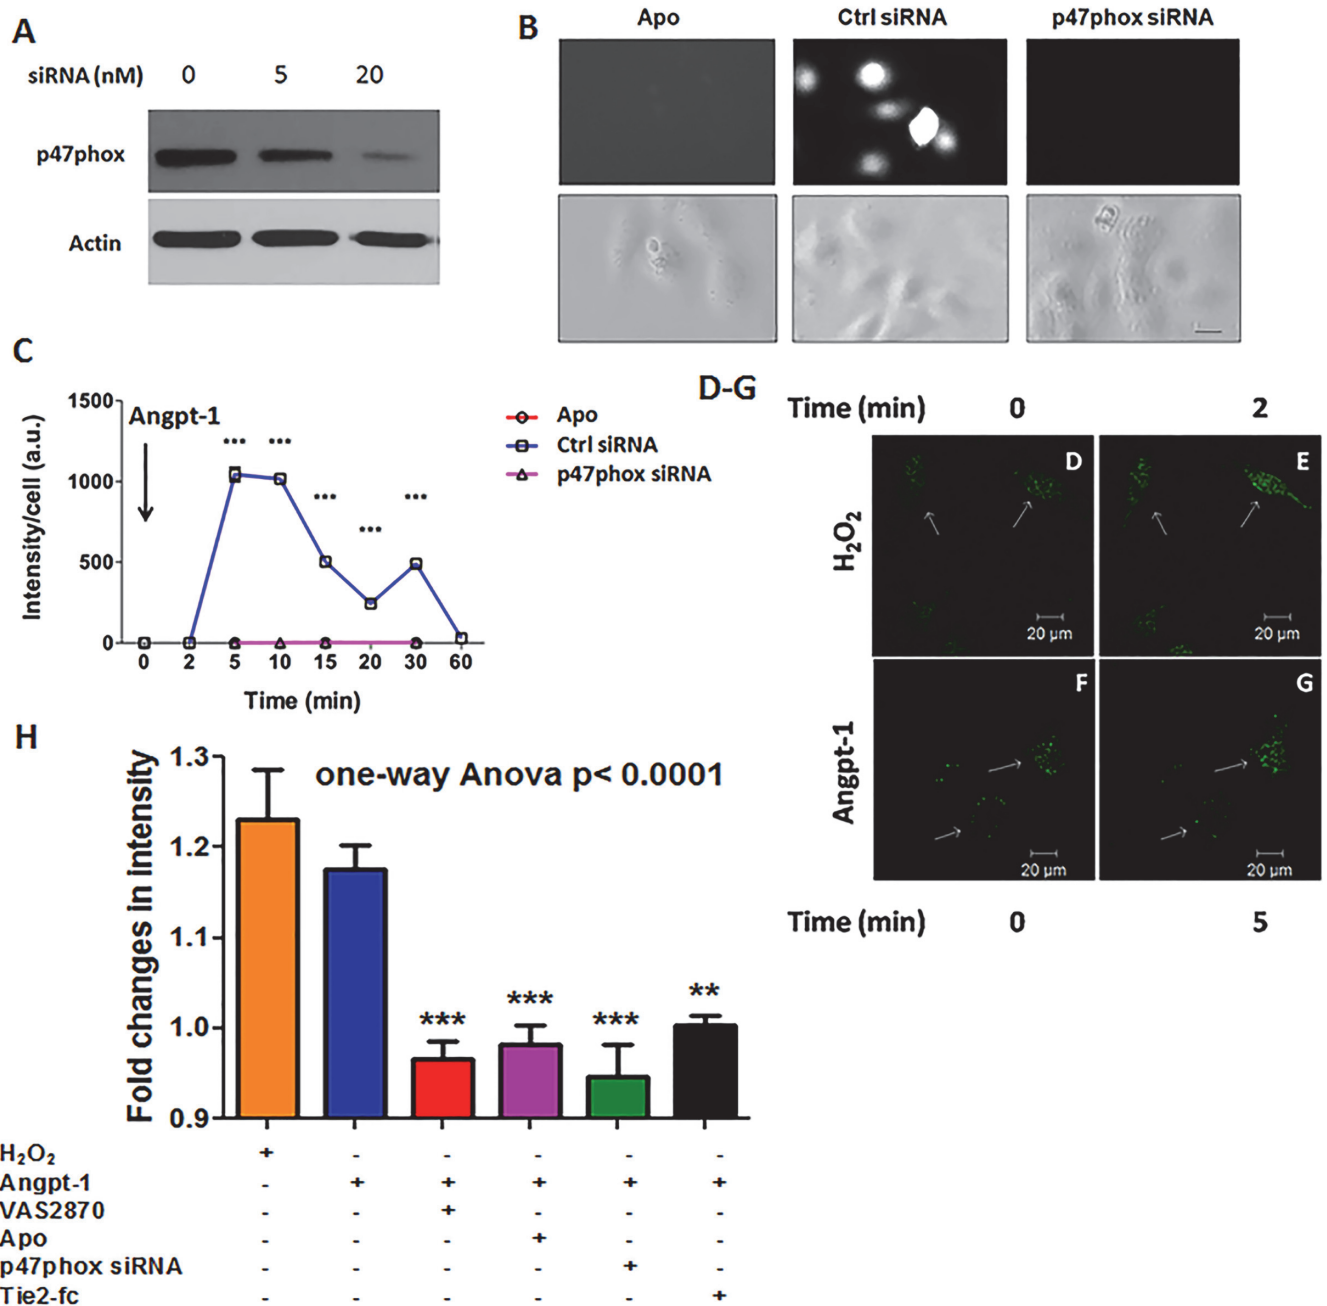 A
siRNA (nM) 0 5 20
p47phox
Actin
B
Apo Ctrl siRNA p47phox siRNA
C
Intensity/cell (a.u.)
1500
1000
500
0
Angpt-1
*** *** *** *** ***
0 2 5 10 15 20 30 60
Time (min)
Apo
Ctrl siRNA
p47phox siRNA
D-G
Time (min) 0 2
H₂O₂
D E
20 µm 20 µm
Angpt-1
F G
20 µm 20 µm
Time (min) 0 5
H
Fold changes in intensity
1.3
1.2
1.1
1.0
0.9
one-way Anova p< 0.0001
*** *** *** **
H₂O₂ + - - - - -
Angpt-1 - + + + + +
VAS2870 - - + - - -
Apo - - - + - -
p47phox siRNA - - - - + -
Tie2-fc - - - - - +